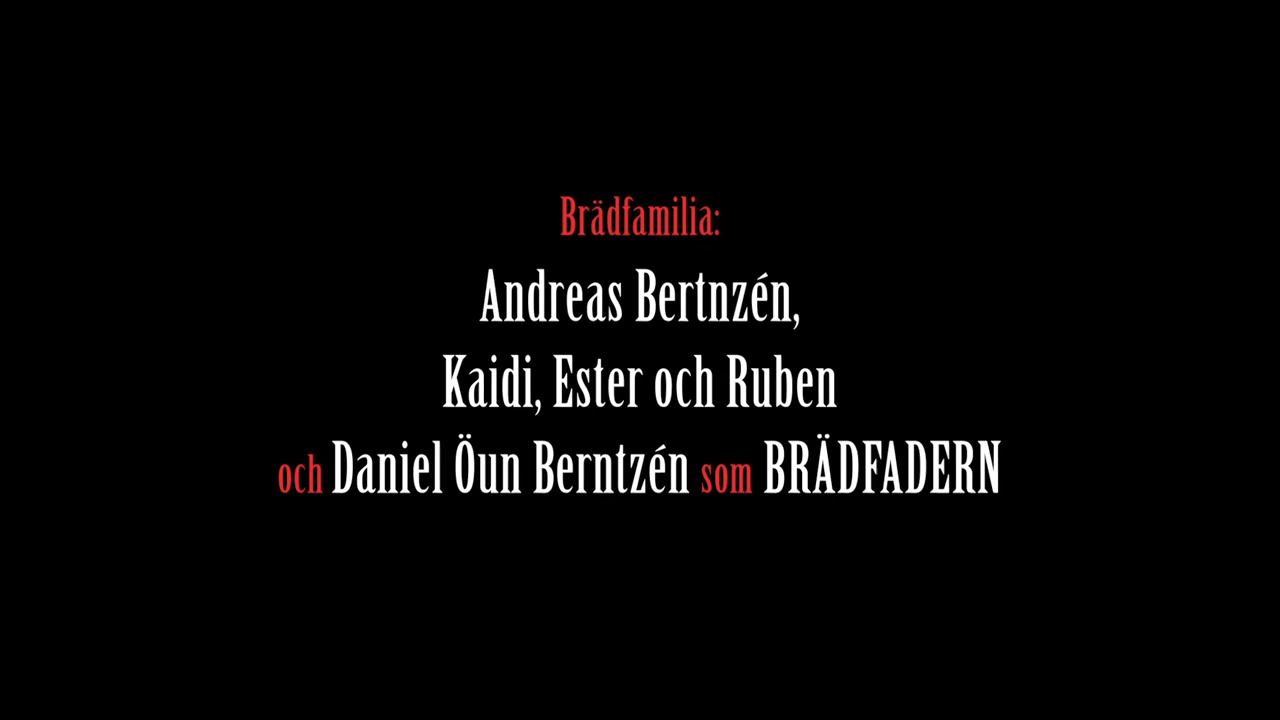 Brädfamilia:
Andreas Bertnzén,
Kaidi, Ester och Ruben
och Daniel Öun Berntzén som BRÄDFADERN